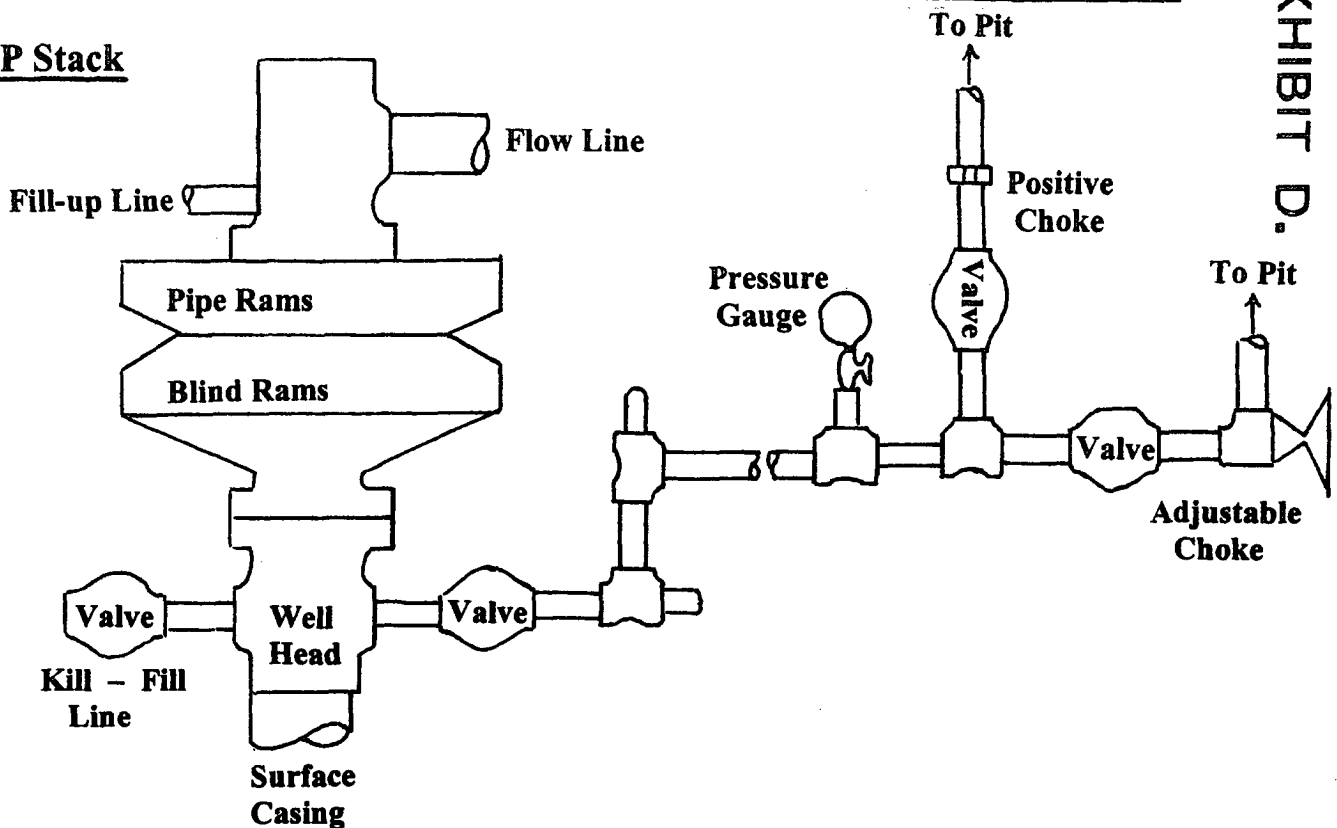 P Stack
To Pit
XHIBIT D.
Flow Line
Fill-up Line
Positive
Choke
Pipe Rams
Pressure
Gauge
Valve
To Pit
Blind Rams
Valve
Adjustable
Choke
Valve
Well
Head
Valve
Kill – Fill
Line
Surface
Casing